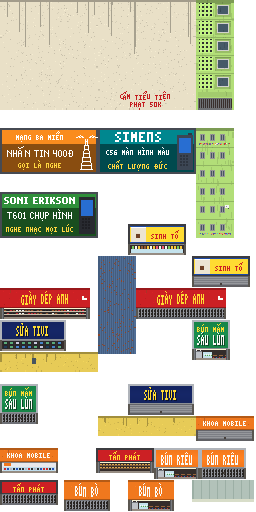 CẤM TIỂU TIỆN
PHẠT 50K
MẠNG BA MIỀN
NHẮN TIN 400Đ
GỌI LÀ NGHE
SIMENS
C56 MÀN HÌNH MÀU
CHẤT LƯỢNG ĐỨC
SONI ERIKSON
T601 CHỤP HÌNH
NGHE NHẠC MỌI LÚC
SINH TỐ
SINH TỐ
GIÀY DÉP ANH
GIÀY DÉP ANH
SỬA TIVI
BÚN MẮM
SÁU LÙN
BÚN MẮM
SÁU LÙN
SỬA TIVI
KHOA MOBILE
KHOA MOBILE
TẤN PHÁT
BÚN RIÊU
BÚN RIÊU
TẤN PHÁT
BÚN BÒ
BÚN BÒ